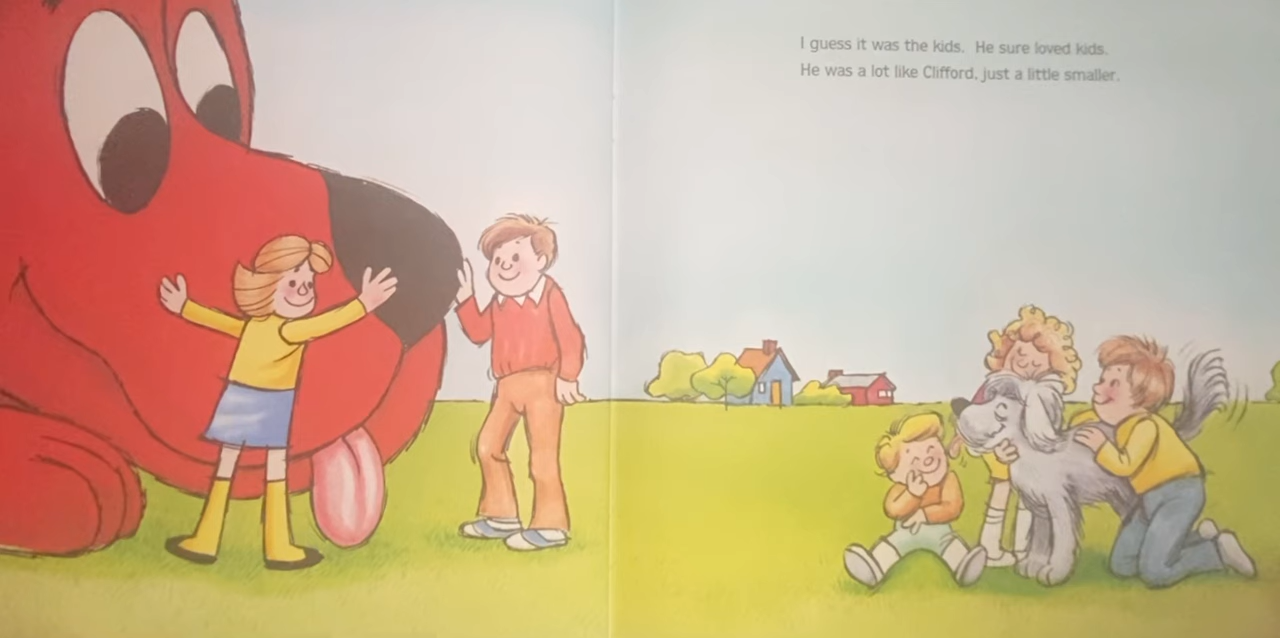 I guess it was the kids. He sure loved kids.
He was a lot like Clifford, just a little smaller.